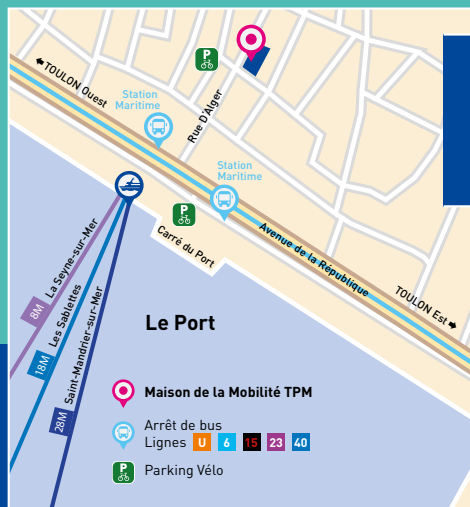 P
TOULON Ouest
Station
Maritime
Rue D'Alger
Station
Maritime
P
Carré du Port
Avenue de la République
TOULON Est
8M La Seyne-sur-Mer
18M Les Sablettes
28M Saint-Mandrier-sur-Mer
Le Port
Maison de la Mobilité TPM
Arrêt de bus
Lignes U 6 15 23 40
P Parking Vélo